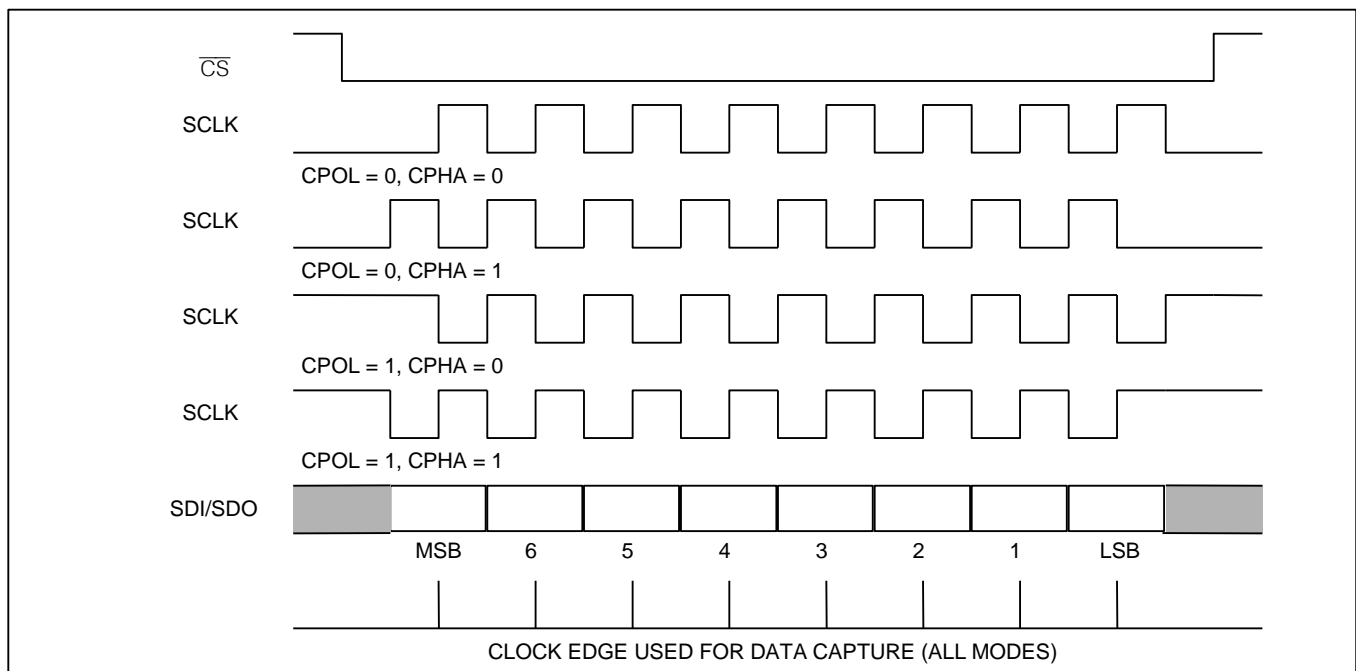 C̅S̅
SCLK
CPOL = 0, CPHA = 0
SCLK
CPOL = 0, CPHA = 1
SCLK
CPOL = 1, CPHA = 0
SCLK
CPOL = 1, CPHA = 1
SDI/SDO
MSB 6 5 4 3 2 1 LSB
CLOCK EDGE USED FOR DATA CAPTURE (ALL MODES)